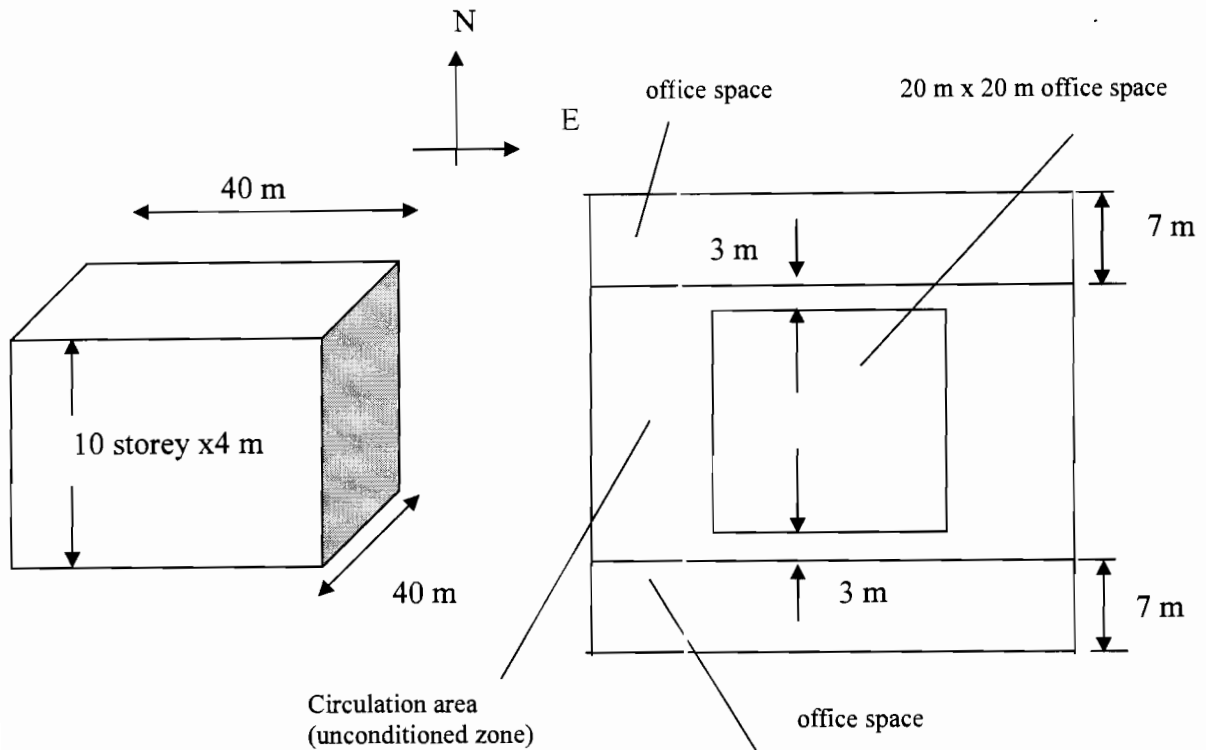 N
E
office space
20 m x 20 m office space
40 m
7 m
3 m
10 storey x4 m
40 m
3 m
7 m
Circulation area
(unconditioned zone)
office space